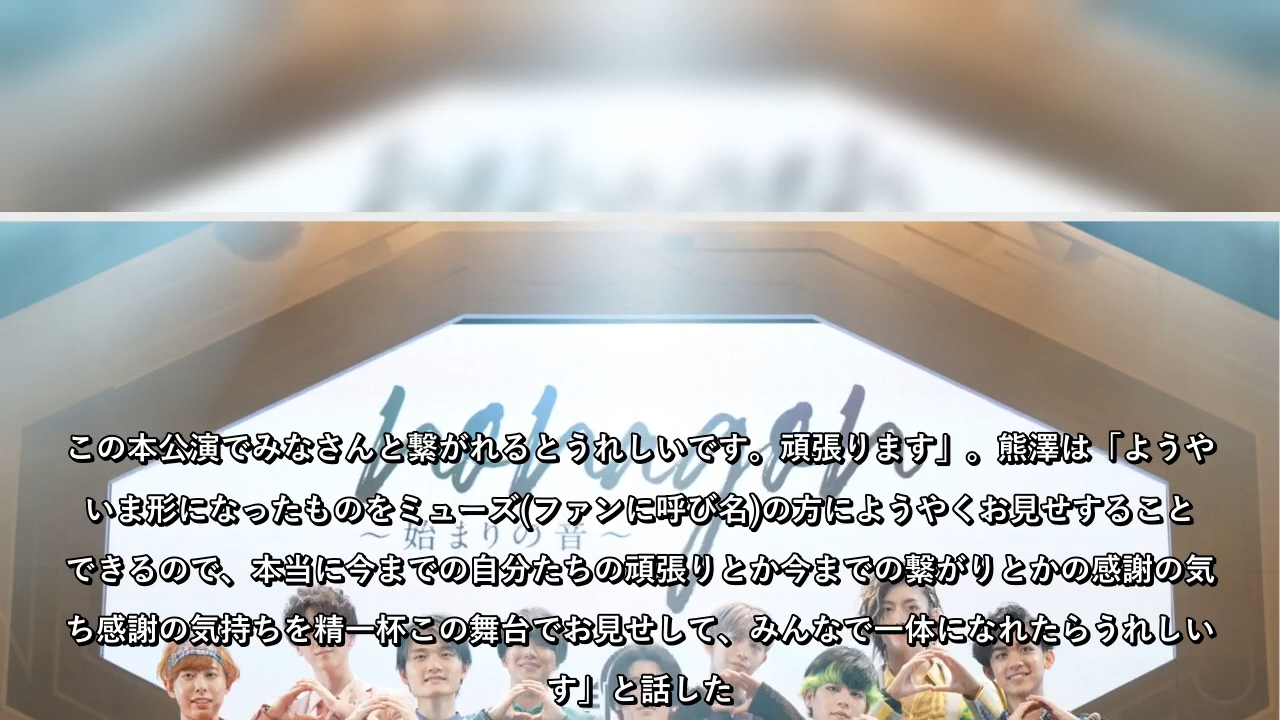 この本公演でみなさんと繋がれるとうれしいです。頑張ります」。熊澤は「ようや
いま形になったものをミューズ(ファンに呼び名)の方にようやくお見せすること
〜始まりの音〜
できるので、本当に今までの自分たちの頑張りとか今までの繋がりとかの感謝の気
ち感謝の気持ちを精一杯この舞台でお見せして、みんなで一体になれたらうれしい
す」と話した